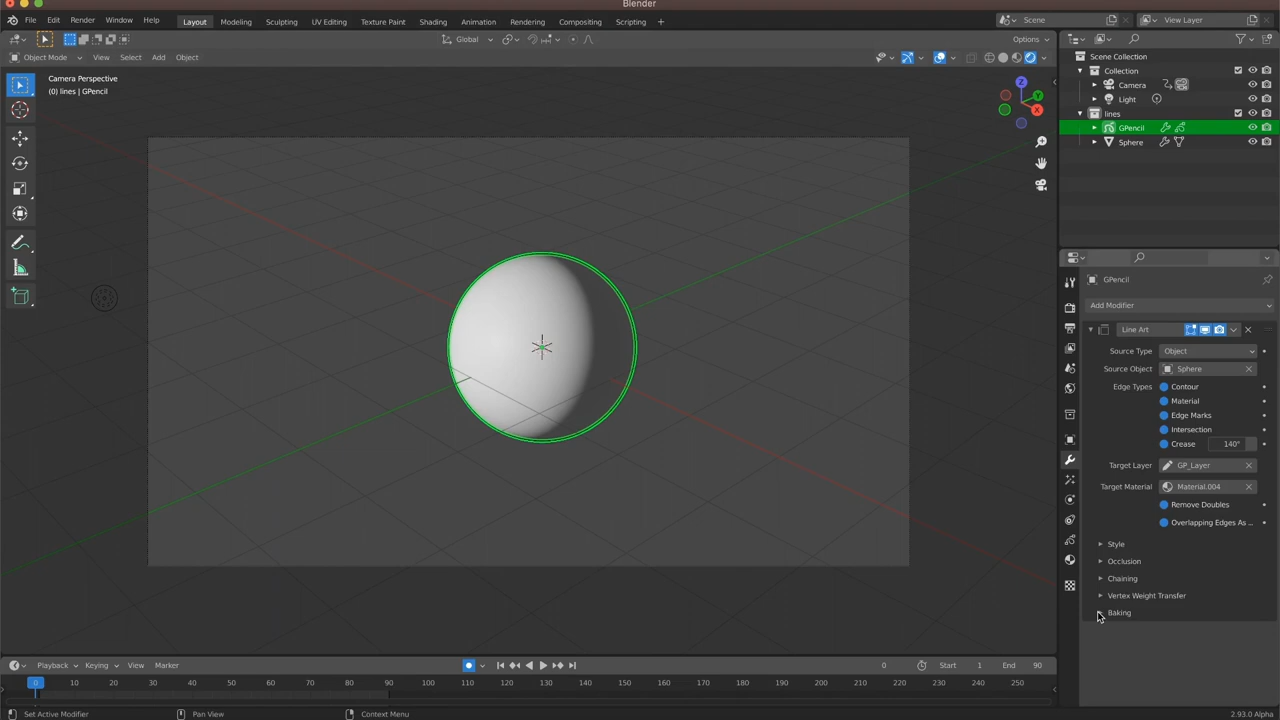 Blender
File Edit Render Window Help
Layout Modeling Sculpting UV Editing Texture Paint Shading Animation Rendering Compositing Scripting
Scene View Layer
Global Options
Object Mode View Select Add Object
Camera Perspective
(0) lines | GPencil
Z
Y
X
Scene Collection
Collection
Camera
Light
lines
GPencil
Sphere
GPencil
Add Modifier
Line Art
Source Type Object
Source Object Sphere
Edge Types Contour
Material
Edge Marks
Intersection
Crease 140°
Target Layer GP_Layer
Target Material Material.004
Remove Doubles
Overlapping Edges As ...
Style
Occlusion
Chaining
Vertex Weight Transfer
Baking
Playback Keying View Marker 0 Start 1 End 90
0 10 20 30 40 50 60 70 80 90 100 110 120 130 140 150 160 170 180 190 200 210 220 230 240 250
Set Active Modifier Pan View Context Menu 2.93.0 Alpha